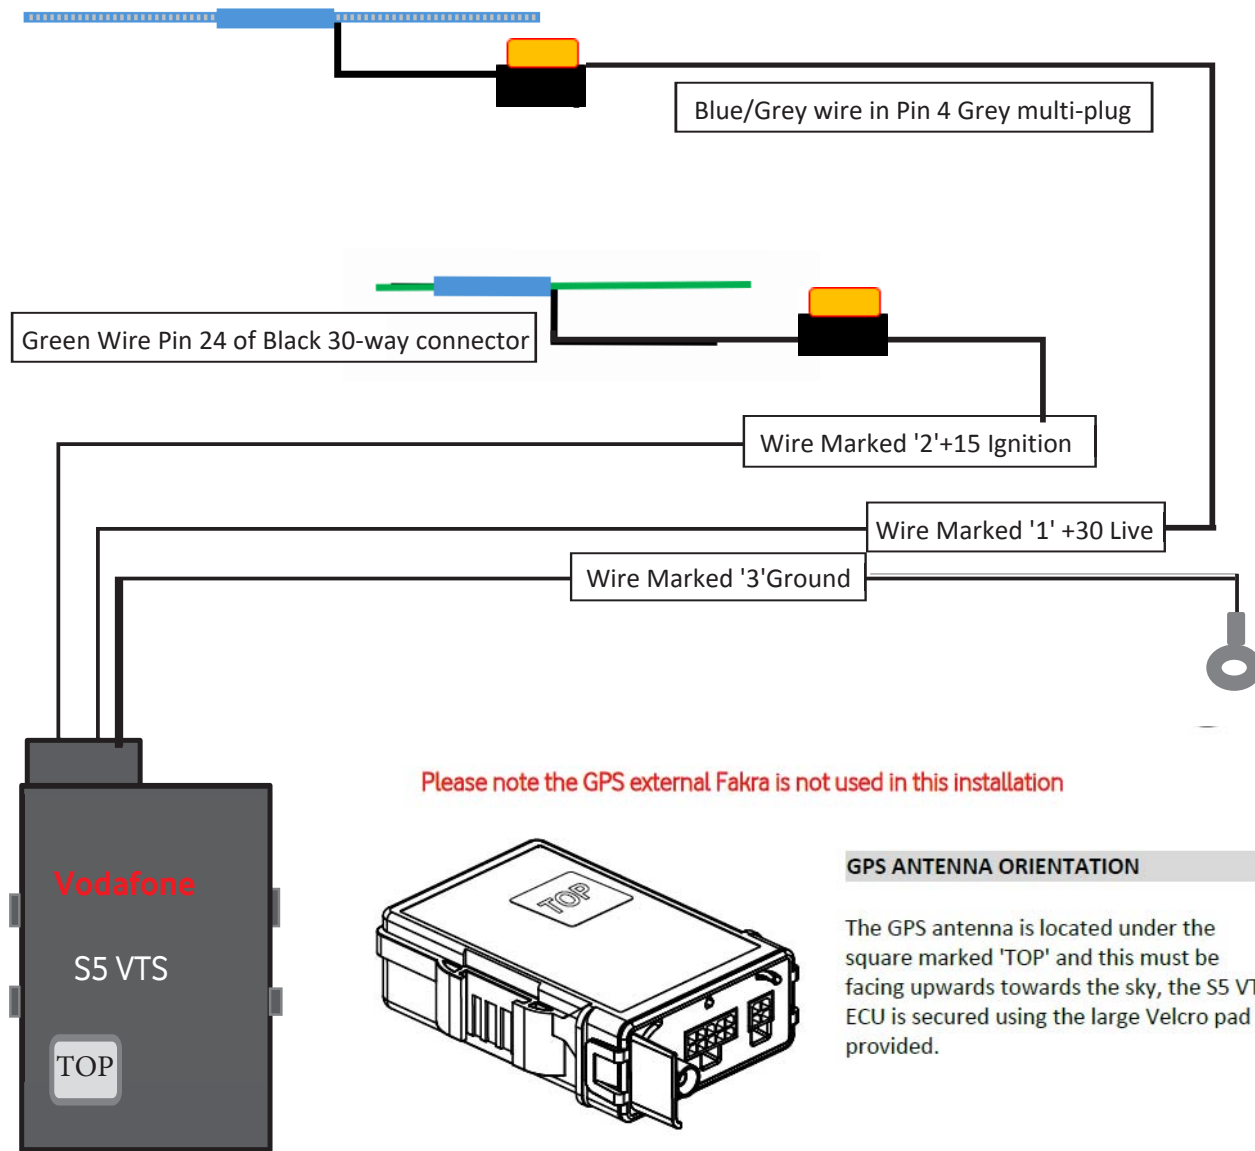 Blue/Grey wire in Pin 4 Grey multi-plug
Green Wire Pin 24 of Black 30-way connector
Wire Marked '2'+15 Ignition
Wire Marked '1' +30 Live
Wire Marked '3'Ground
Please note the GPS external Fakra is not used in this installation
Vodafone
S5 VTS
TOP
TOP
GPS ANTENNA ORIENTATION
The GPS antenna is located under the
square marked 'TOP' and this must be
facing upwards towards the sky, the S5 VT
ECU is secured using the large Velcro pad
provided.